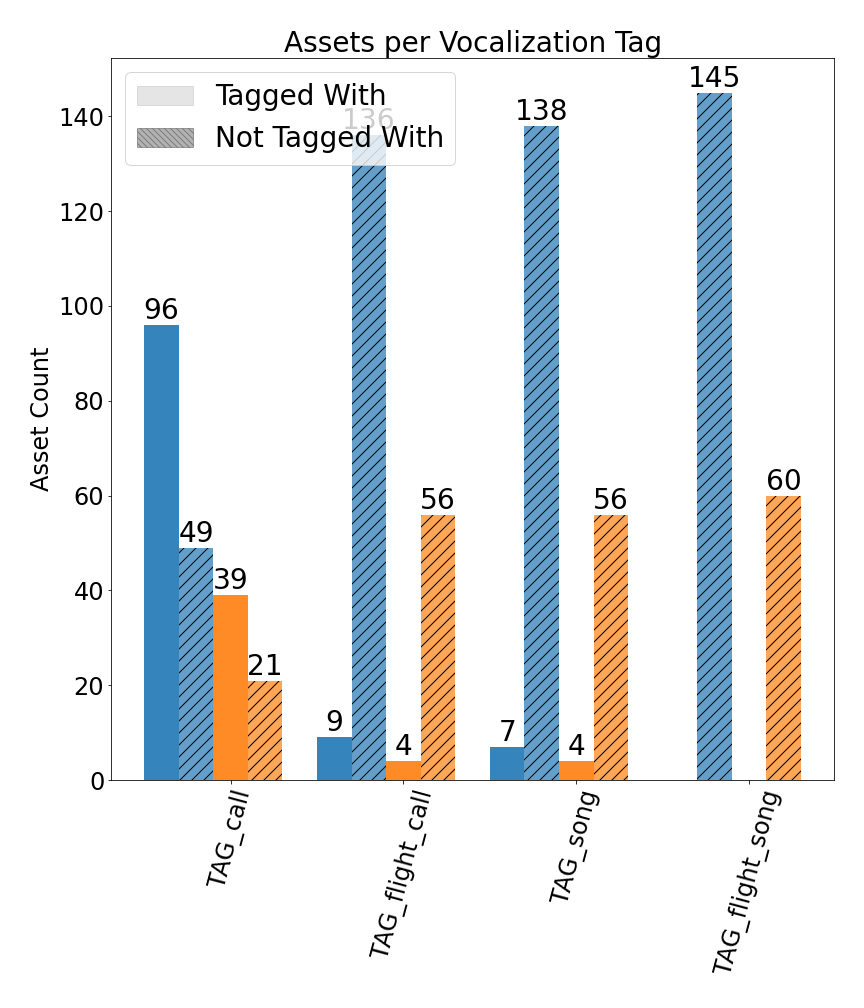 Assets per Vocalization Tag
Tagged With
Not Tagged With
Asset Count
140
120
100
80
60
40
20
0
96
49
39
21
9
136
4
56
7
138
4
56
145
60
TAG_call
TAG_flight_call
TAG_song
TAG_flight_song